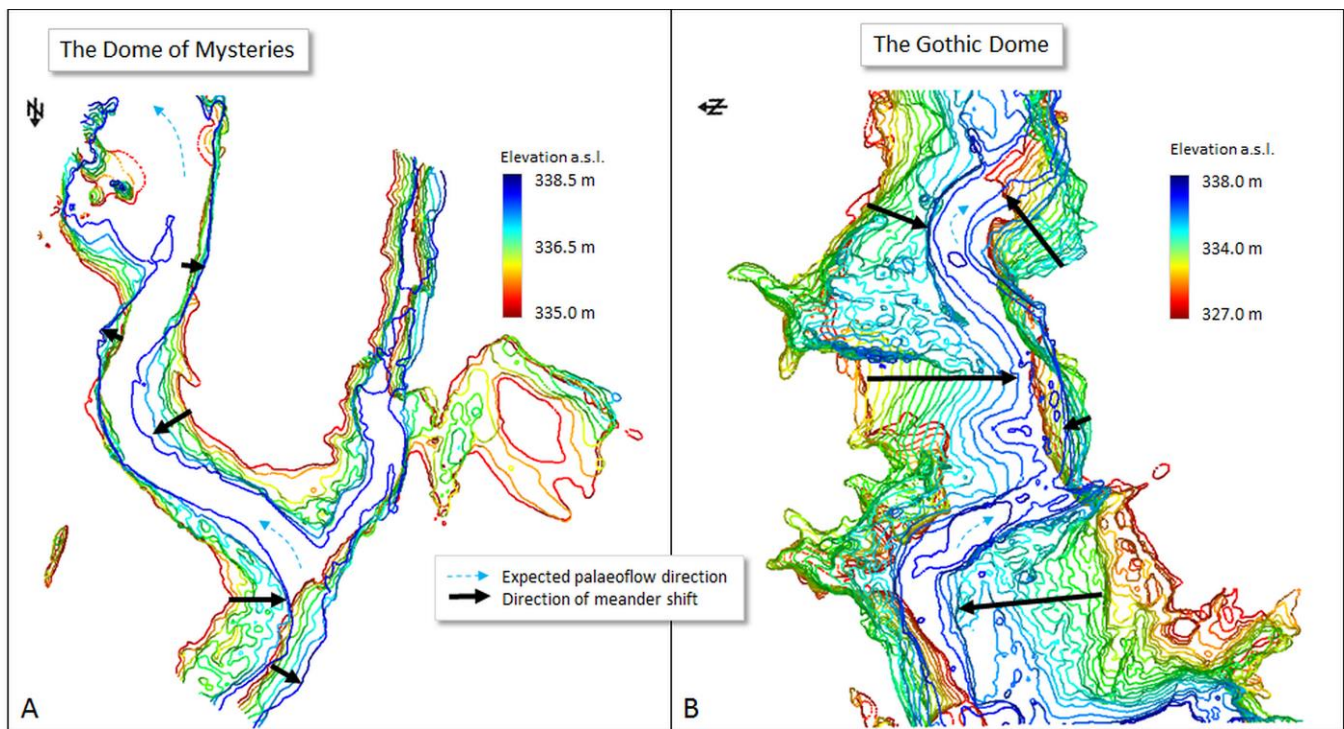 The Dome of Mysteries
N
Elevation a.s.l.
338.5 m
336.5 m
335.0 m
A
The Gothic Dome
N
Elevation a.s.l.
338.0 m
334.0 m
327.0 m
B
Expected palaeoflow direction
Direction of meander shift